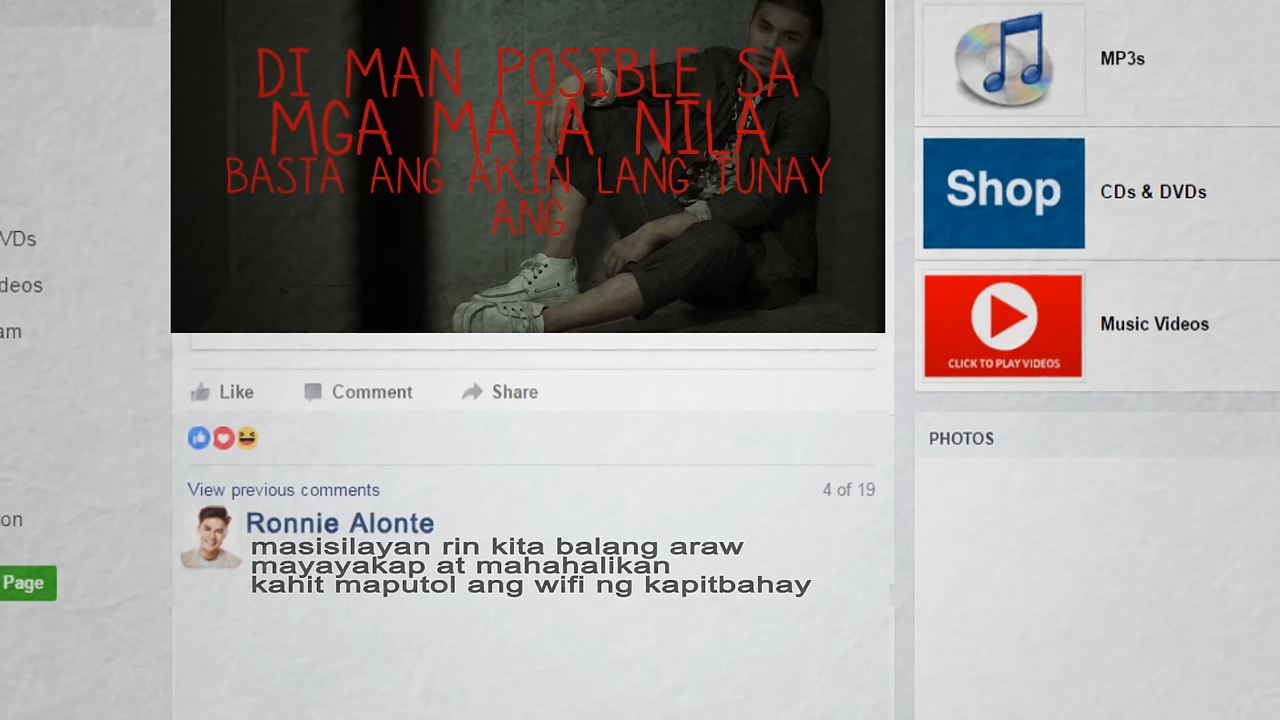 DI MAN POSIBLE SA
MGA MATA NILA
BASTA ANG AKIN LANG TUNAY
ANG
MP3s
Shop
CDs & DVDs
CLICK TO PLAY VIDEOS
Music Videos
VDs
deos
am
on
Page
Like
Comment
Share
View previous comments
4 of 19
Ronnie Alonte
masisilayan rin kita balang araw
mayayakap at mahahalikan
kahit maputol ang wifi ng kapitbahay
PHOTOS